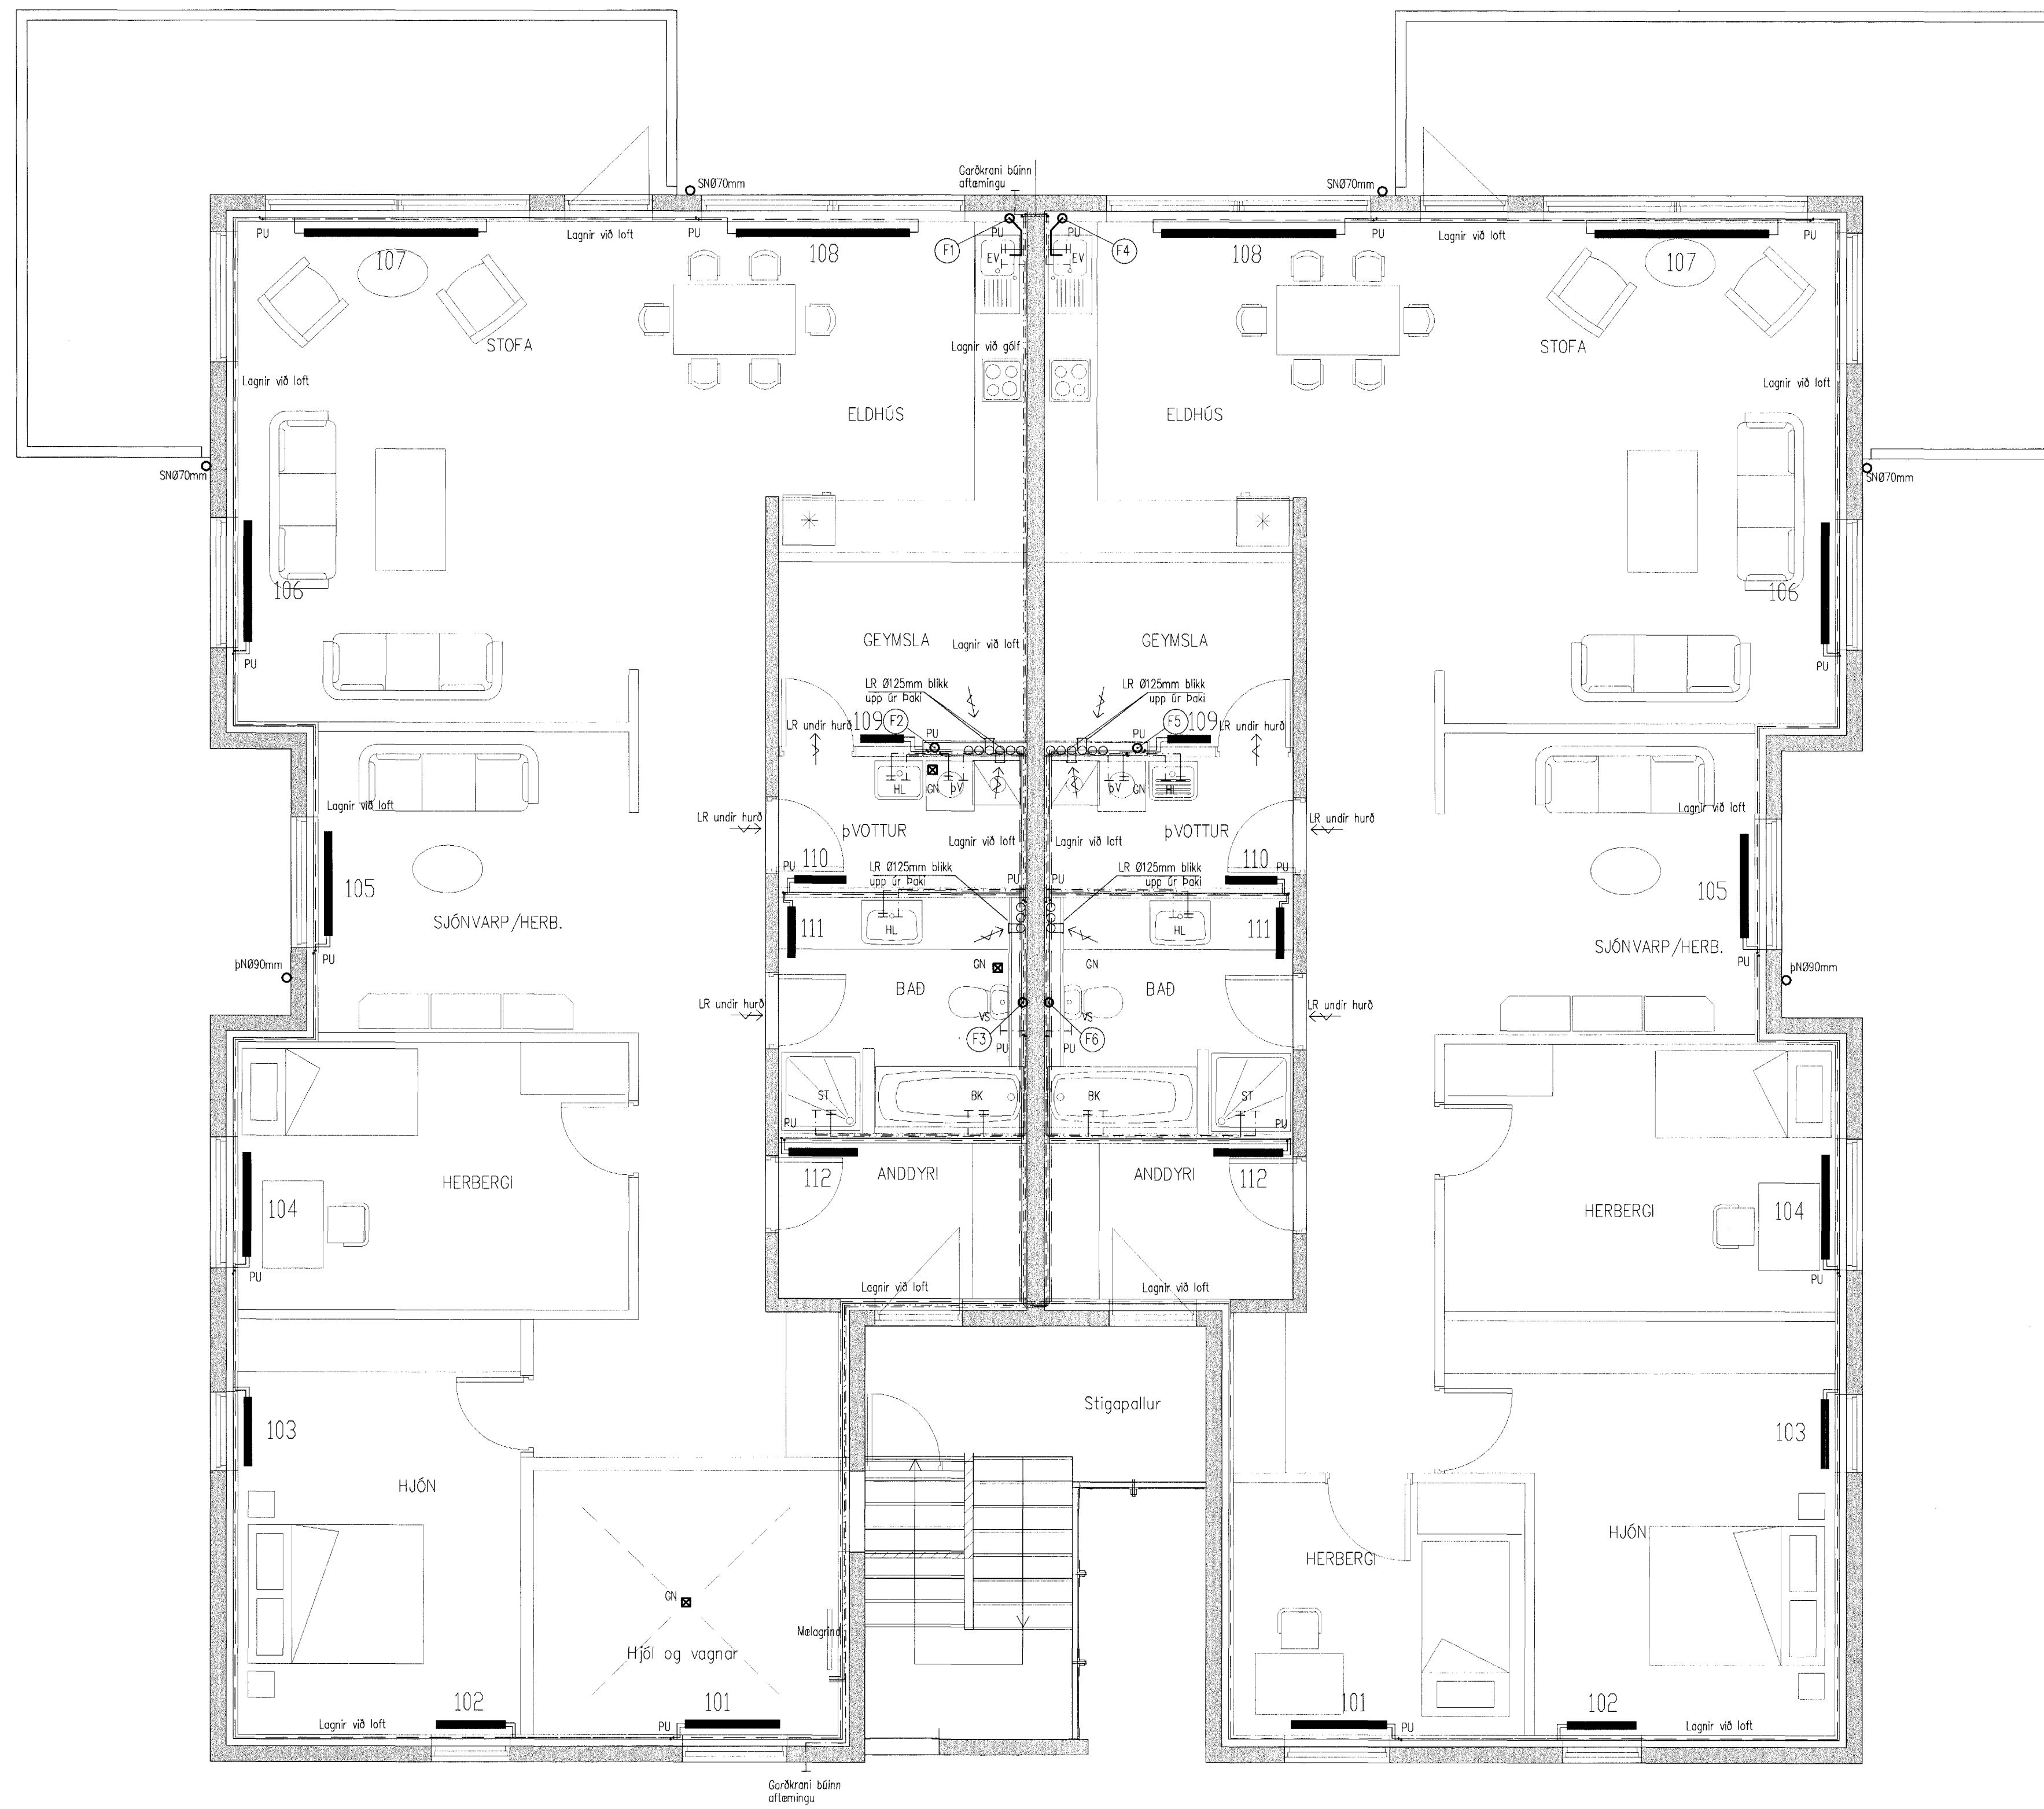 Garðkrani búinn
aftæmingu
SNØ70mm
SNØ70mm
PU
Lagnir við loft
PU
PU
PU
PU
Lagnir við loft
PU
107
108
F1
EV
EV
F4
108
107
STOFA
Lagnir við gólf
STOFA
Lagnir við loft
Lagnir við loft
ELDHÚS
ELDHÚS
SNØ70mm
SNØ70mm
106
106
GEYMSLA
Lagnir við loft
GEYMSLA
PU
PU
LR Ø125mm blikk
upp úr Þaki
LR Ø125mm blikk
upp úr Þaki
LR undir hurð
109
F2
PU
PU
F5
109
LR undir hurð
HL
GN
þV
þV
GN
HL
Lagnir við loft
Lagnir við loft
LR undir hurð
þVOTTUR
Lagnir við loft
Lagnir við loft
þVOTTUR
LR undir hurð
PU
110
LR Ø125mm blikk
upp úr Þaki
PU
PU
LR Ø125mm blikk
upp úr Þaki
110
PU
105
105
111
HL
HL
111
SJÓNVARP/HERB.
SJÓNVARP/HERB.
þNØ90mm
PU
GN
GN
PU
þNØ90mm
BAÐ
BAÐ
LR undir hurð
VS
VS
LR undir hurð
F3
PU
PU
F6
ST
BK
BK
ST
PU
PU
HERBERGI
112
ANDDYRI
ANDDYRI
112
HERBERGI
104
104
PU
Lagnir við loft
Lagnir við loft
PU
103
Stigapallur
103
HJÓN
HJÓN
HERBERGI
GN
Mælagrind
Hjól og vagnar
102
101
101
102
Lagnir við loft
PU
PU
Lagnir við loft
Garðkrani búinn
aftæmingu